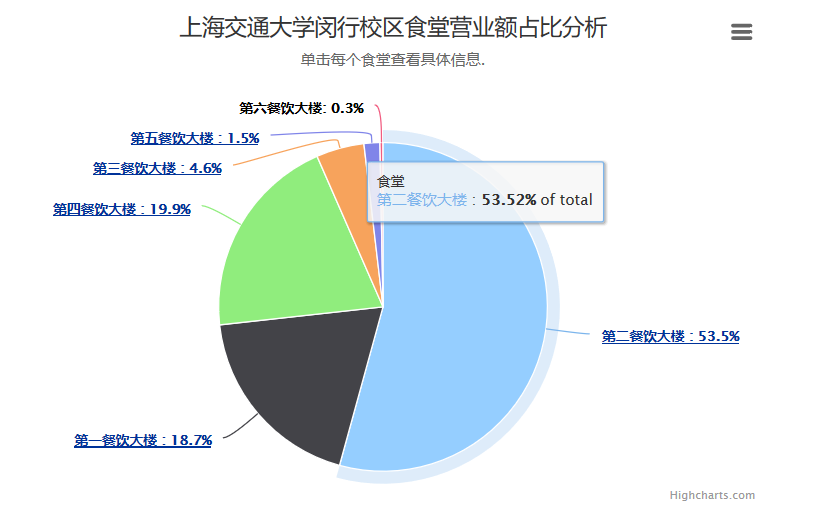 上海交通大学闵行校区食堂营业额占比分析
单击每个食堂查看具体信息.
第六餐饮大楼: 0.3%
第五餐饮大楼 : 1.5%
第三餐饮大楼 : 4.6%
食堂
第二餐饮大楼 : 53.52% of total
第四餐饮大楼 : 19.9%
第二餐饮大楼 : 53.5%
第一餐饮大楼 : 18.7%
Highcharts.com